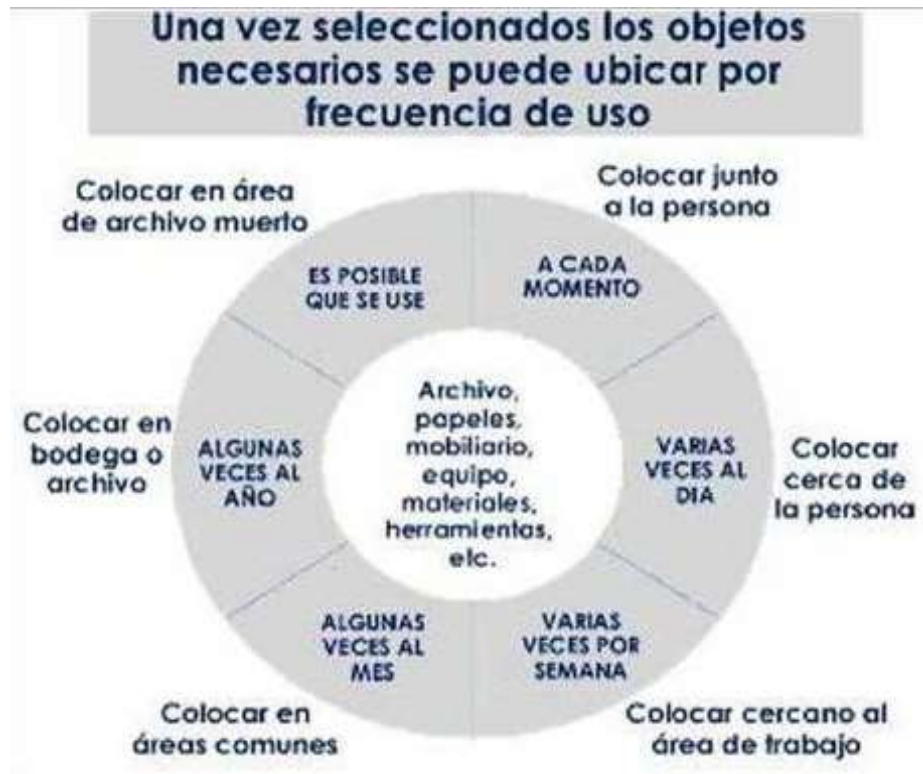 Una vez seleccionados los objetos
necesarios se puede ubicar por
frecuencia de uso
Colocar junto
a la persona
A CADA
MOMENTO
Colocar
cerca de
la persona
VARIAS
VECES AL
DIA
Colocar cercano al
área de trabajo
VARIAS
VECES POR
SEMANA
Colocar en
áreas comunes
ALGUNAS
VECES AL
MES
Colocar en
bodega o
archivo
ALGUNAS
VECES AL
AÑO
Colocar en área
de archivo muerto
ES POSIBLE
QUE SE USE
Archivo,
papeles,
mobiliario,
equipo,
materiales,
herramientas,
etc.